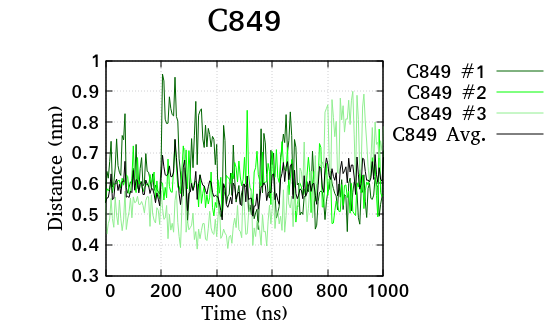 C849
C849 #1
C849 #2
C849 #3
C849 Avg.
Distance (nm)
1
0.9
0.8
0.7
0.6
0.5
0.4
0.3
0 200 400 600 800 1000
Time (ns)